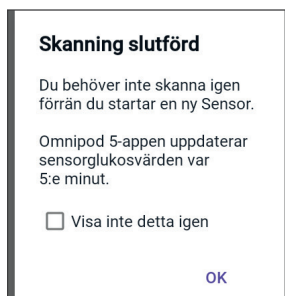 Skanning slutförd
Du behöver inte skanna igen
förrän du startar en ny Sensor.
Omnipod 5-appen uppdaterar
sensorglukosvärden var
5:e minut.
Visa inte detta igen
OK